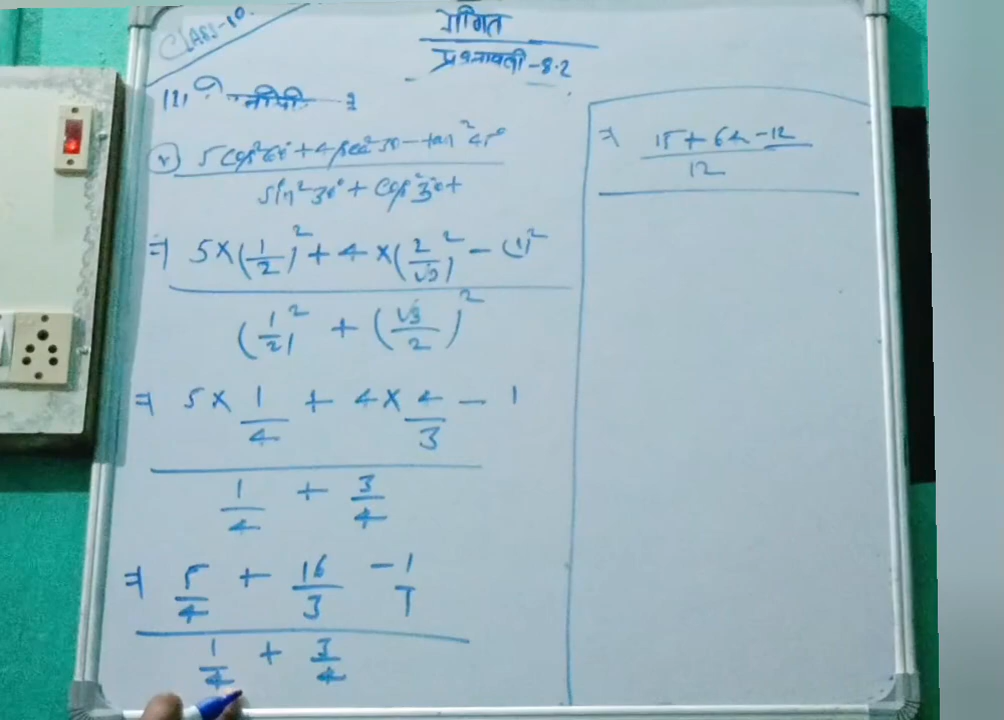 CLASS-10.
गणित
प्रश्नावली-8.2
(v) 5cos²60° + 4sec²30 - tan²45°
sin²30° + cos²30+
⇒ 5×(1/2)² + 4×(2/√3)² - (1)²
(1/2)² + (√3/2)²
⇒ 5×1/4 + 4×4/3 - 1
1/4 + 3/4
⇒ 5/4 + 16/3 - 1/1
1/4 + 3/4
⇒ 15 + 64 - 12
12